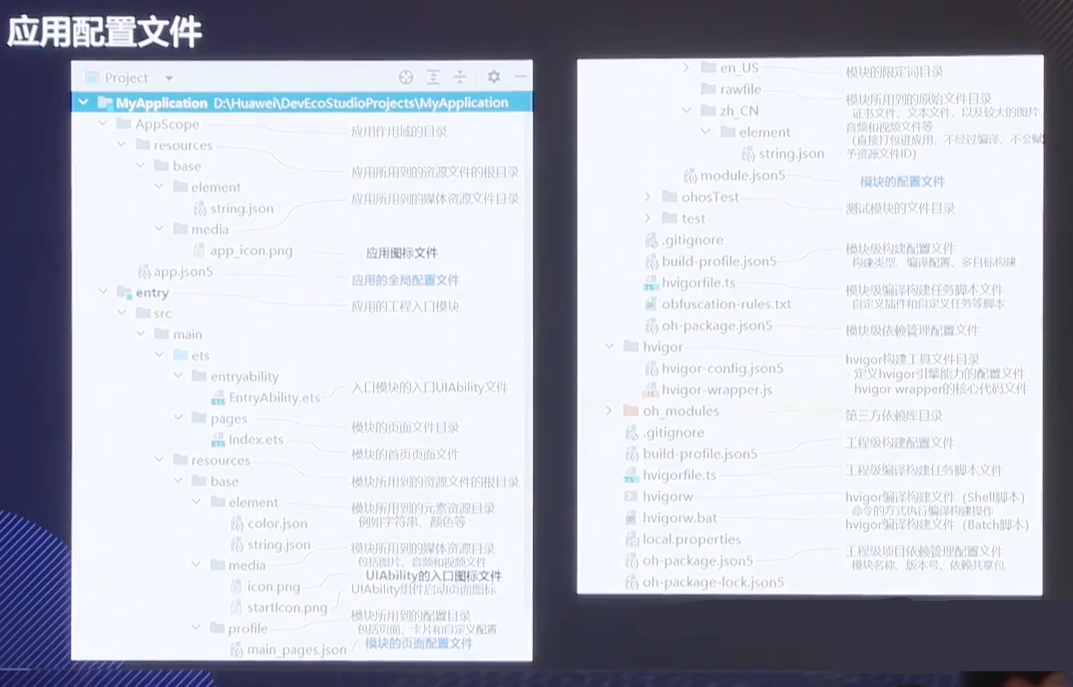 应用配置文件
Project
MyApplication D:\Huawei\DevEcoStudioProjects\MyApplication
AppScope 应用作用域的目录
resources
base 应用所用到的资源文件的根目录
element
string.json 应用所用到的媒体资源文件目录
media
app_icon.png 应用图标文件
app.json5 应用的全局配置文件
entry
应用的工程入口模块
src
main
ets
entryability
EntryAbility.ets 入口模块的入口UIAbility文件
pages
模块的页面文件目录
Index.ets
模块的首页页面文件
resources
base 模块所用到的资源文件的根目录
element 模块所用到的元素资源目录
color.json 例如字符串、颜色等
string.json 模块所用到的媒体资源目录
media 包括图片、音频和视频文件
UIAbility的入口图标文件
icon.png UIAbility组件启动页面图标
startIcon.png
模块所用到的配置目录
profile 包括页面、卡片和自定义配置
main_pages.json 模块的页面配置文件
en_US 模块的限定词目录
rawfile 模块所用到的原始文件目录
zh_CN 证书文件、文本文件，以及较大的图片
音频和视频文件等
element (直接打包进应用，不经过编译，不会赋
string.json 予资源文件ID)
module.json5 模块的配置文件
ohosTest
测试模块的文件目录
test
.gitignore 模块级构建配置文件
build-profile.json5 构建类型、编译配置、多目标构建
hvigorfile.ts 模块级编译构建任务脚本文件
obfuscation-rules.txt 自定义插件和自定义任务等脚本
oh-package.json5 模块级依赖管理配置文件
hvigor hvigor构建工具文件目录
hvigor-config.json5 - 定义hvigor引擎能力的配置文件
hvigor-wrapper.js - hvigor wrapper的核心代码文件
oh_modules 第三方依赖库目录
.gitignore
工程级构建配置文件
build-profile.json5
hvigorfile.ts 工程级编译构建任务脚本文件
hvigorw hvigor编译构建文件（Shell脚本）
命令的方式执行编译构建操作
hvigorw.bat hvigor编译构建文件（Batch脚本）
local.properties
工程级项目依赖管理配置文件
oh-package.json5 模块名称、版本号、依赖共享包
oh-package-lock.json5